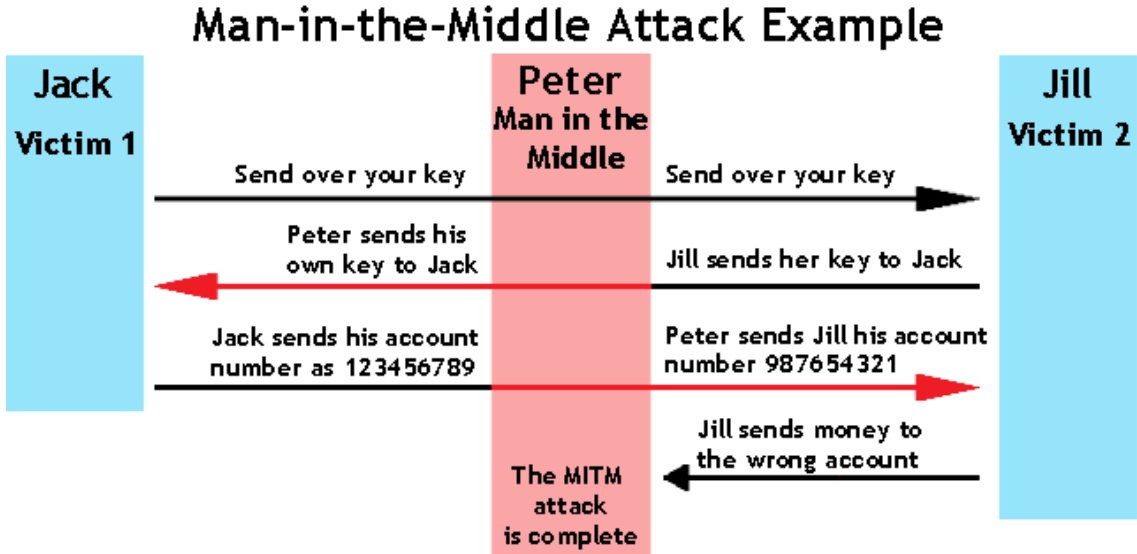 Man-in-the-Middle Attack Example
Jack
Victim 1
Peter
Man in the
Middle
Jill
Victim 2
Send over your key
Send over your key
Peter sends his
own key to Jack
Jill sends her key to Jack
Jack sends his account
number as 123456789
Peter sends Jill his account
number 987654321
Jill sends money to
the wrong account
The MITM
attack
is complete